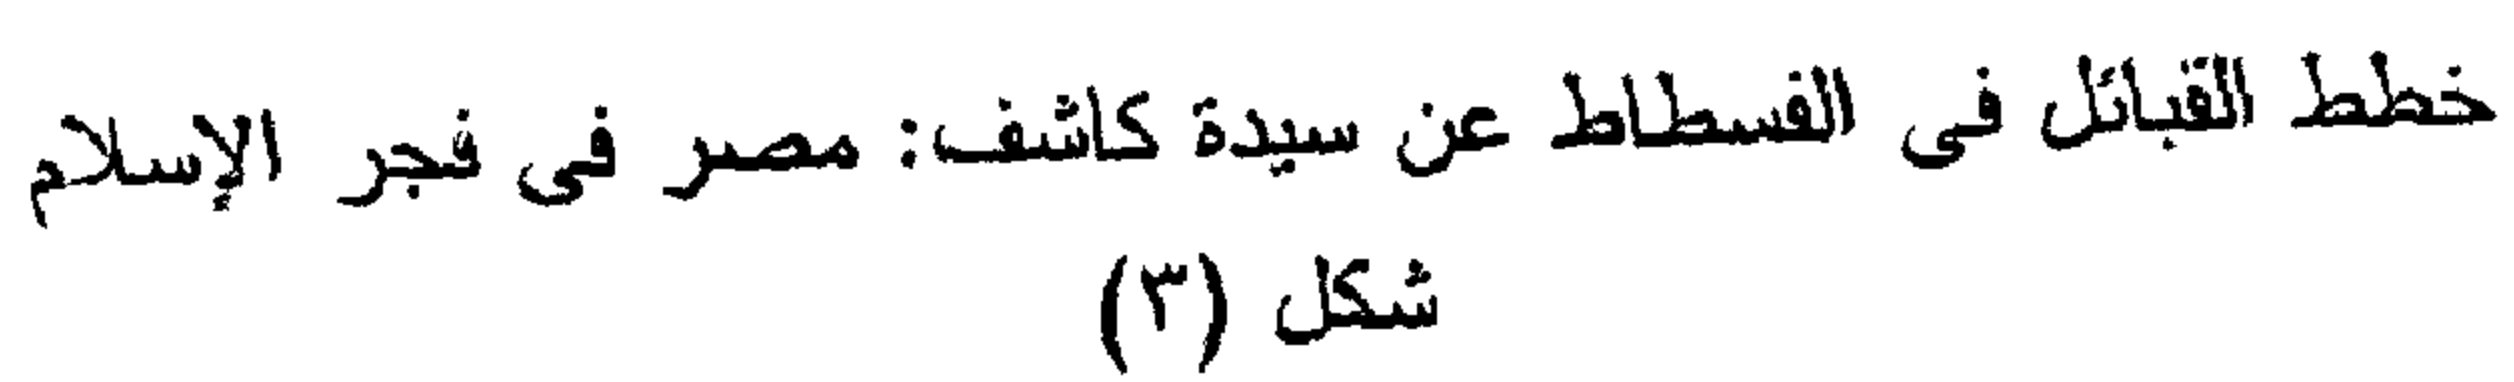 خطط القبائل فى الفسطاط عن سيدة كاشف: مصر فى فجر الإسلام
شكل (٣)